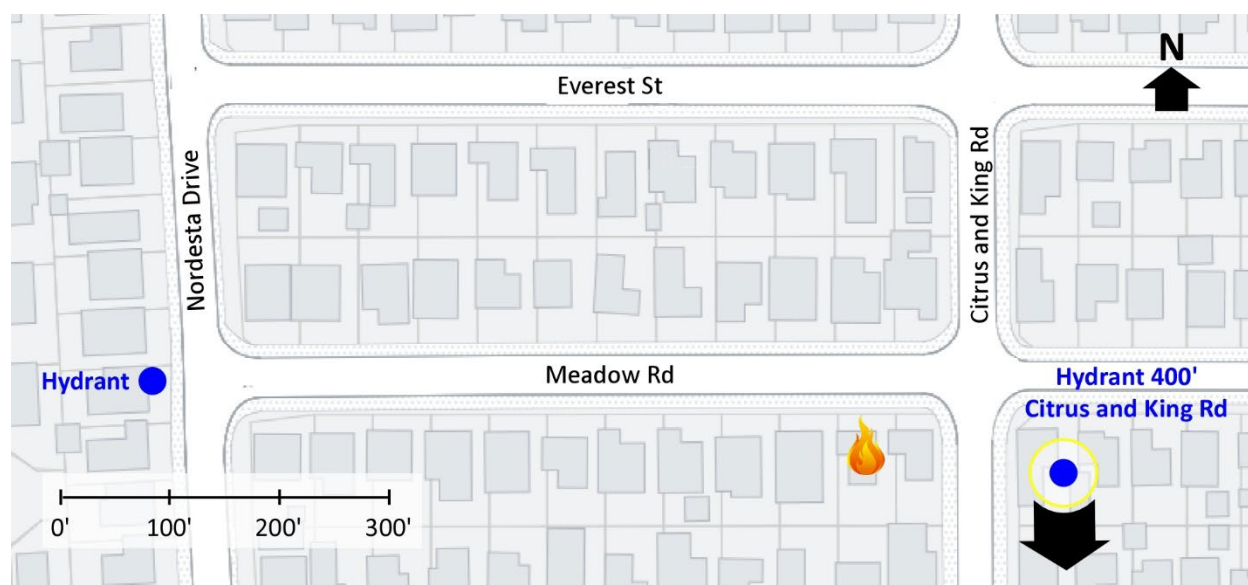 N
Everest St
Nordesta Drive
Citrus and King Rd
Hydrant
Meadow Rd
Hydrant 400'
Citrus and King Rd
0' 100' 200' 300'